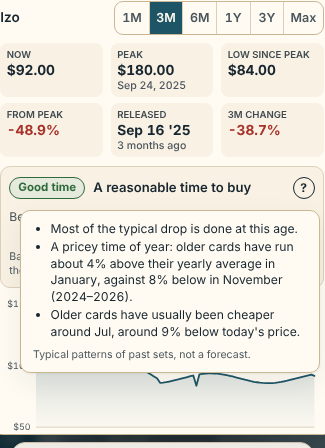 lzo
1M 3M 6M 1Y 3Y Max
NOW
$92.00
PEAK
$180.00
Sep 24, 2025
LOW SINCE PEAK
$84.00
FROM PEAK
-48.9%
RELEASED
Sep 16 '25
3 months ago
3M CHANGE
-38.7%
Good time A reasonable time to buy ?
Be
Ba
the
• Most of the typical drop is done at this age.
• A pricey time of year: older cards have run
about 4% above their yearly average in
January, against 8% below in November
(2024–2026).
• Older cards have usually been cheaper
around Jul, around 9% below today's price.
Typical patterns of past sets, not a forecast.
$1
$1
$50